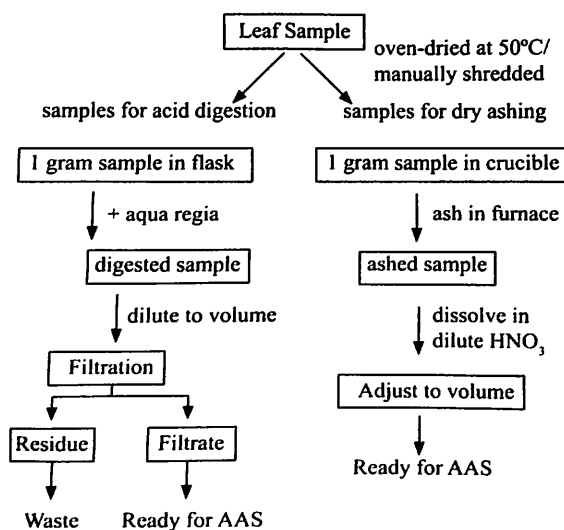 Leaf Sample
oven-dried at 50ºC/
manually shredded
samples for acid digestion
samples for dry ashing
1 gram sample in flask
1 gram sample in crucible
+ aqua regia
ash in furnace
digested sample
ashed sample
dilute to volume
dissolve in
dilute HNO₃
Filtration
Adjust to volume
Residue
Filtrate
Ready for AAS
Waste
Ready for AAS